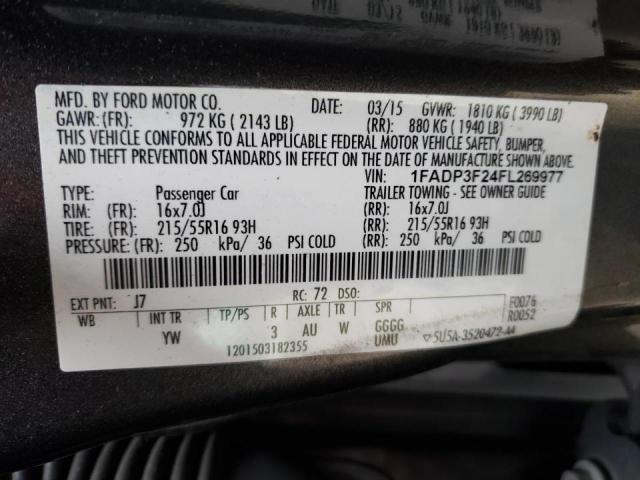 MFD. BY FORD MOTOR CO. DATE: 03/15 GVWR: 1810 KG ( 3990 LB)
GAWR:(FR): 972 KG ( 2143 LB) (RR): 880 KG ( 1940 LB)
THIS VEHICLE CONFORMS TO ALL APPLICABLE FEDERAL MOTOR VEHICLE SAFETY, BUMPER,
AND THEFT PREVENTION STANDARDS IN EFFECT ON THE DATE OF MANUFACTURE SHOWN ABOVE.
VIN: 1FADP3F24FL269977
TYPE: Passenger Car TRAILER TOWING - SEE OWNER GUIDE
RIM: (FR): 16x7.0J (RR): 16x7.0J
TIRE: (FR): 215/55R16 93H (RR): 215/55R16 93H
PRESSURE: (FR): 250 kPa/ 36 PSI COLD (RR): 250 kPa/ 36 PSI COLD
EXT PNT: J7 RC: 72 DSO: F0076
WB INT TR TP/PS R AXLE TR SPR R0052
YW 3 AU W GGGG
UMU ▽5U5A-3520472-AA
1201503182355